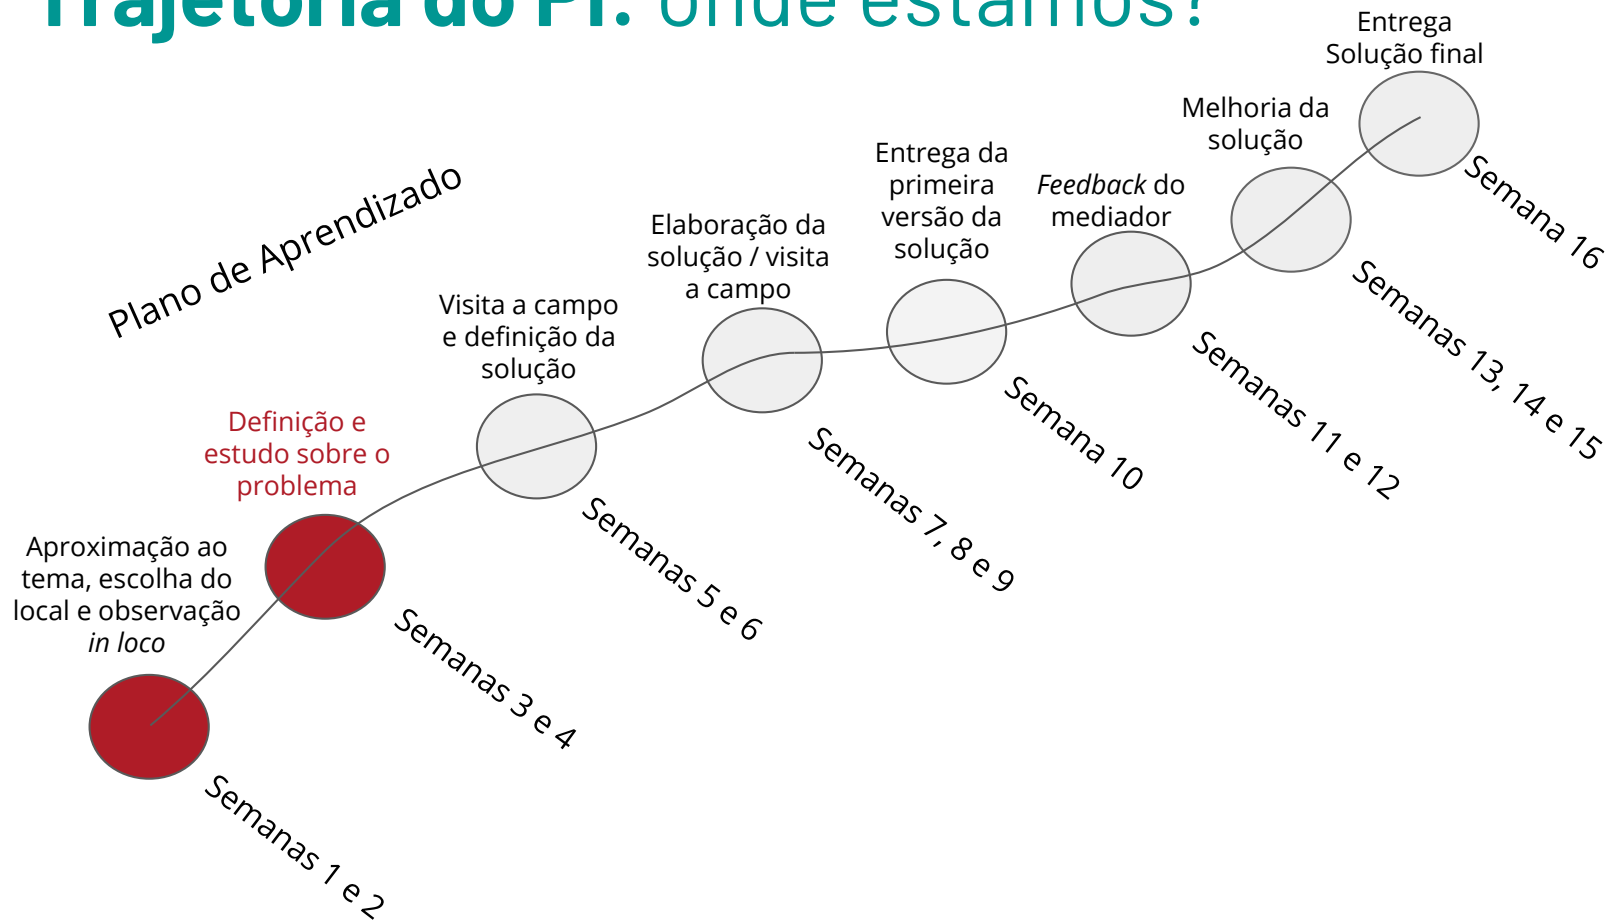 Trajetória do PI: onde estamos?
Entrega
Solução final
Melhoria da
solução
Semana 16
Entrega da
primeira
versão da
solução
Feedback do
mediador
Semanas 13, 14 e 15
Plano de Aprendizado
Elaboração da
solução / visita
a campo
Semanas 11 e 12
Visita a campo
e definição da
solução
Semana 10
Definição e
estudo sobre o
problema
Semanas 7, 8 e 9
Aproximação ao
tema, escolha do
local e observação
in loco
Semanas 5 e 6
Semanas 3 e 4
Semanas 1 e 2